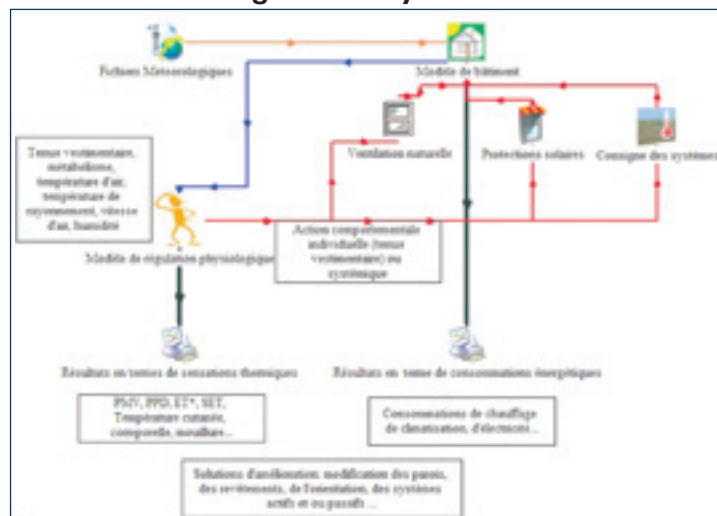 Fichiers Météorologiques
Modèle de bâtiment
Ventilation naturelle
Protections solaires
Consigne des systèmes
Tenue vestimentaire,
métabolisme,
température d'air,
température de
rayonnement, vitesse
d'air, humidité
Modèle de régulation physiologique
Action comportementale
individuelle (tenue
vestimentaire) ou
systémique
Résultats en termes de sensations thermiques
Résultats en terme de consommations énergétiques
PMV, PPD, ET*, SET,
Température cutanée,
corporelle, mouillure...
Consommations de chauffage
de climatisation, d'électricité ...
Solutions d'amélioration: modification des parois,
des revêtements, de l'orientation, des systèmes
actifs et ou passifs ...